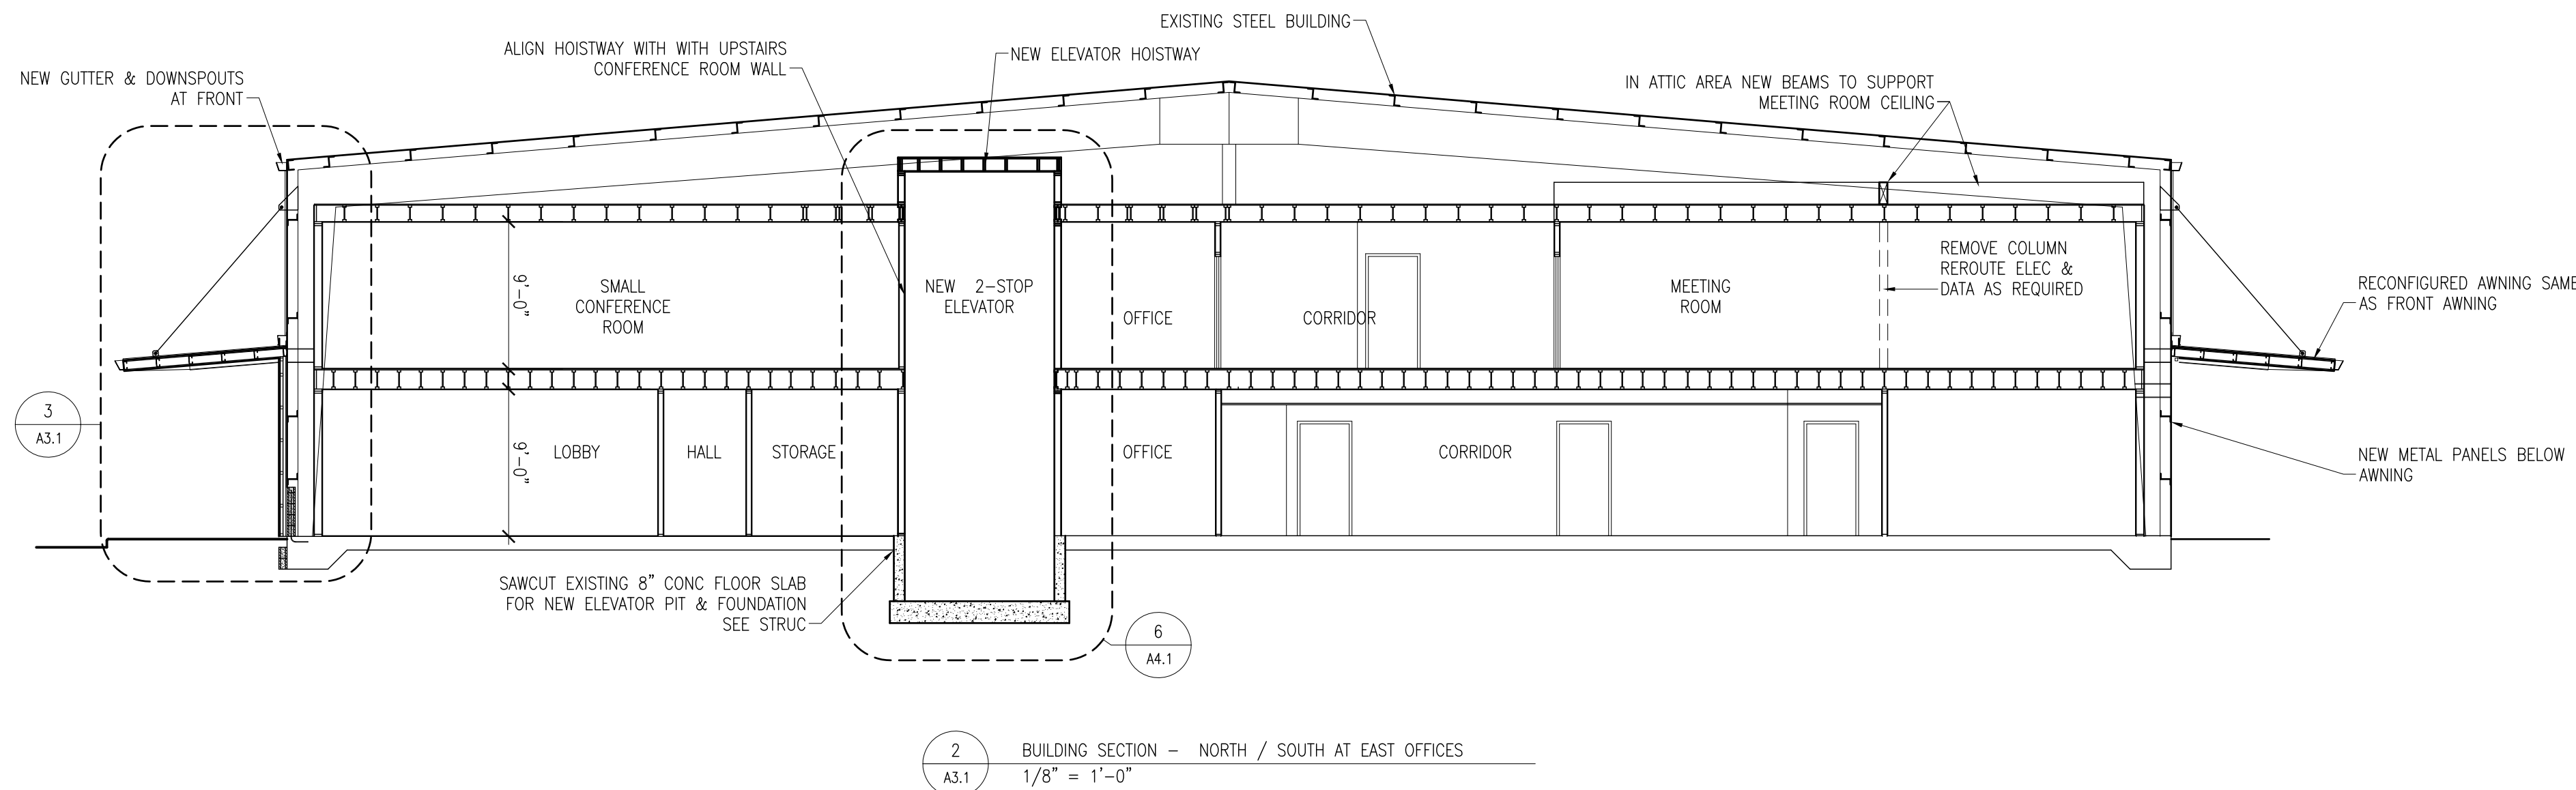 EXISTING STEEL BUILDING
ALIGN HOISTWAY WITH WITH UPSTAIRS
CONFERENCE ROOM WALL
NEW ELEVATOR HOISTWAY
NEW GUTTER & DOWNSPOUTS
AT FRONT
IN ATTIC AREA NEW BEAMS TO SUPPORT
MEETING ROOM CEILING
9'-0"
SMALL
CONFERENCE
ROOM
NEW 2-STOP
ELEVATOR
OFFICE
CORRIDOR
MEETING
ROOM
REMOVE COLUMN
REROUTE ELEC &
DATA AS REQUIRED
RECONFIGURED AWNING SAME
AS FRONT AWNING
3
A3.1
9'-0"
LOBBY
HALL
STORAGE
OFFICE
CORRIDOR
NEW METAL PANELS BELOW
AWNING
SAWCUT EXISTING 8" CONC FLOOR SLAB
FOR NEW ELEVATOR PIT & FOUNDATION
SEE STRUC
6
A4.1
2
A3.1
BUILDING SECTION - NORTH / SOUTH AT EAST OFFICES
1/8" = 1'-0"